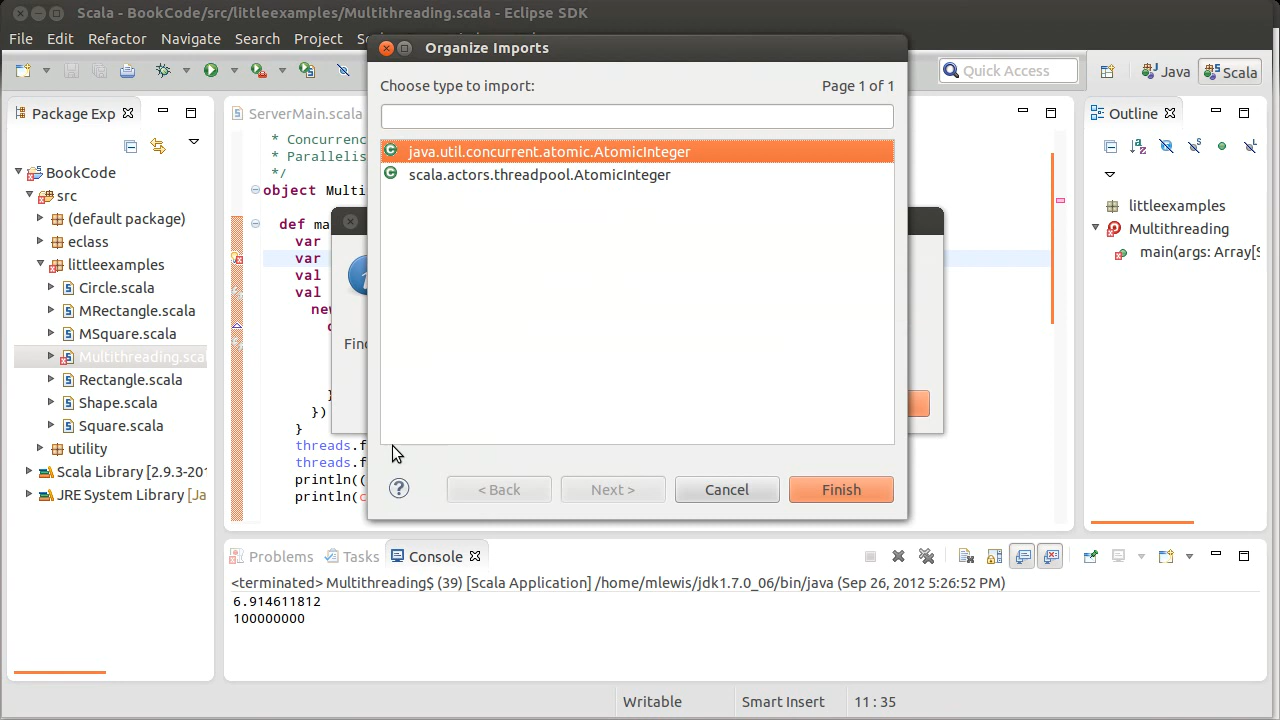 Scala - BookCode/src/littleexamples/Multithreading.scala - Eclipse SDK
File Edit Refactor Navigate Search Project
Organize Imports
Choose type to import:
Page 1 of 1
java.util.concurrent.atomic.AtomicInteger
scala.actors.threadpool.AtomicInteger
< Back
Next >
Cancel
Finish
Quick Access
Java
Scala
Package Exp
BookCode
src
(default package)
eclass
littleexamples
Circle.scala
MRectangle.scala
MSquare.scala
Multithreading.sca
Rectangle.scala
Shape.scala
Square.scala
utility
Scala Library [2.9.3-201
JRE System Library [Ja
ServerMain.scala
* Concurrenc
* Parallelis
*/
object Multi
def ma
var
var
val
val
new
}
})
}
threads.f
threads.f
println((
println(c
Outline
littleexamples
Multithreading
main(args: Array[S
Problems
Tasks
Console
<terminated> Multithreading$ (39) [Scala Application] /home/mlewis/jdk1.7.0_06/bin/java (Sep 26, 2012 5:26:52 PM)
6.914611812
100000000
Writable
Smart Insert
11 : 35